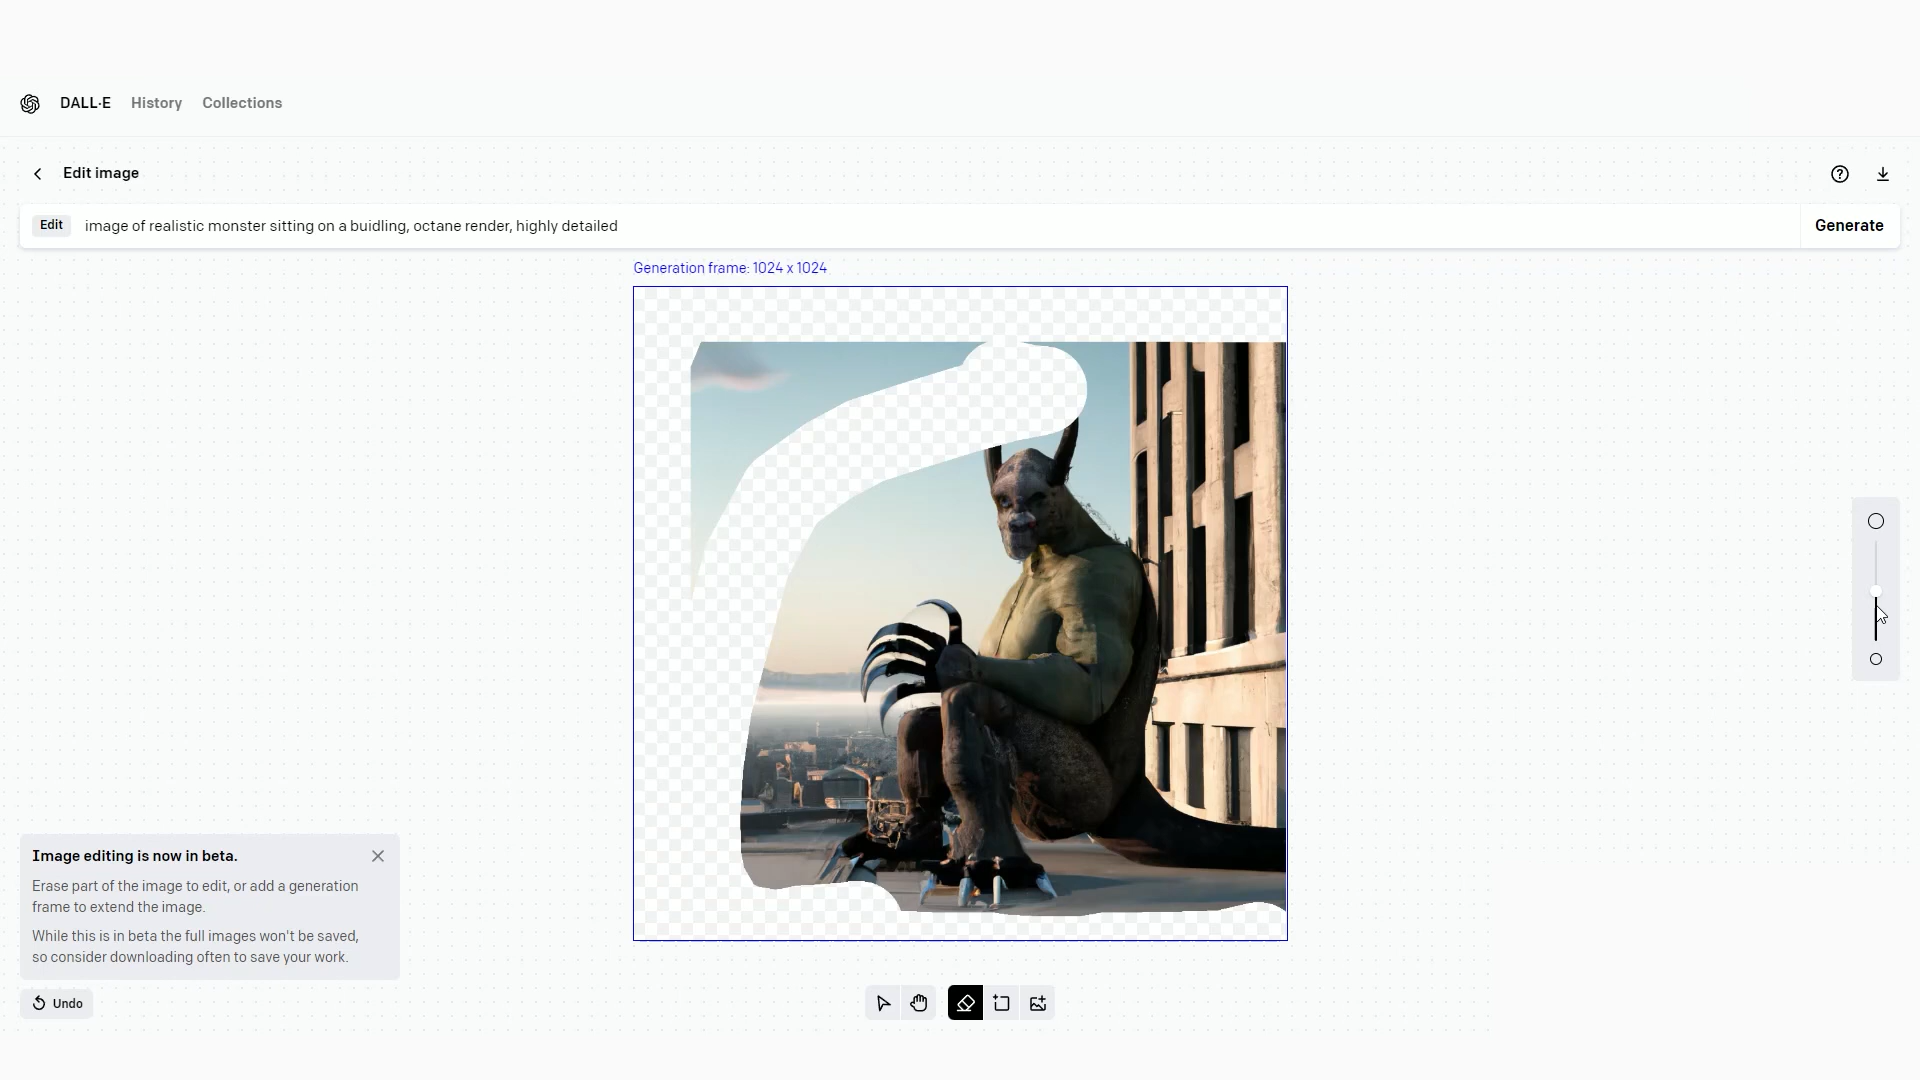 DALL·E History Collections
Edit image
Edit image of realistic monster sitting on a buidling, octane render, highly detailed Generate
Generation frame: 1024 x 1024
Image editing is now in beta.
Erase part of the image to edit, or add a generation
frame to extend the image.
While this is in beta the full images won't be saved,
so consider downloading often to save your work.
Undo